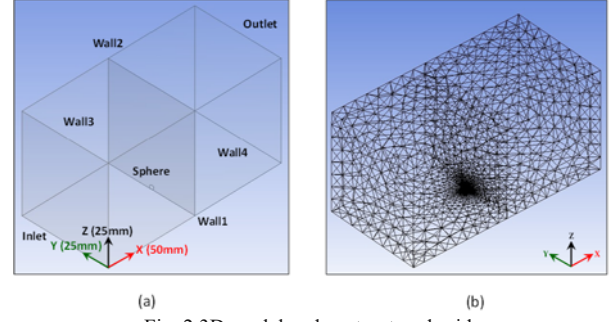 Outlet
Wall2
Wall3
Wall4
Sphere
Wall1
Inlet
Z (25mm)
Y (25mm)
X (50mm)
Z
Y
X
(a)
(b)